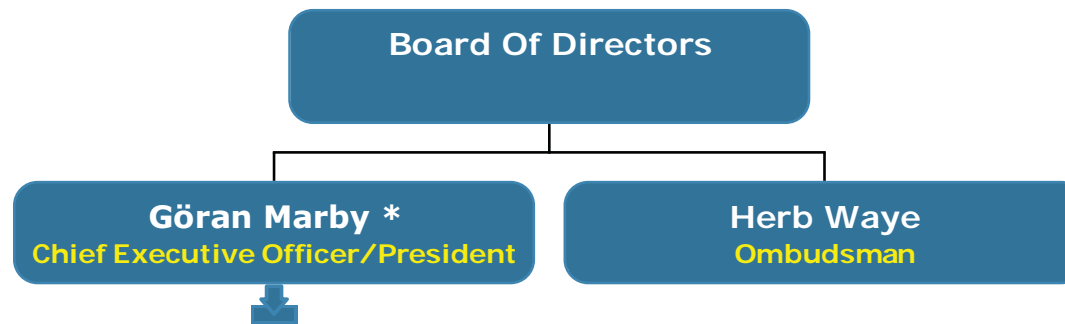 Board Of Directors
Göran Marby *
Chief Executive Officer/President
Herb Waye
Ombudsman